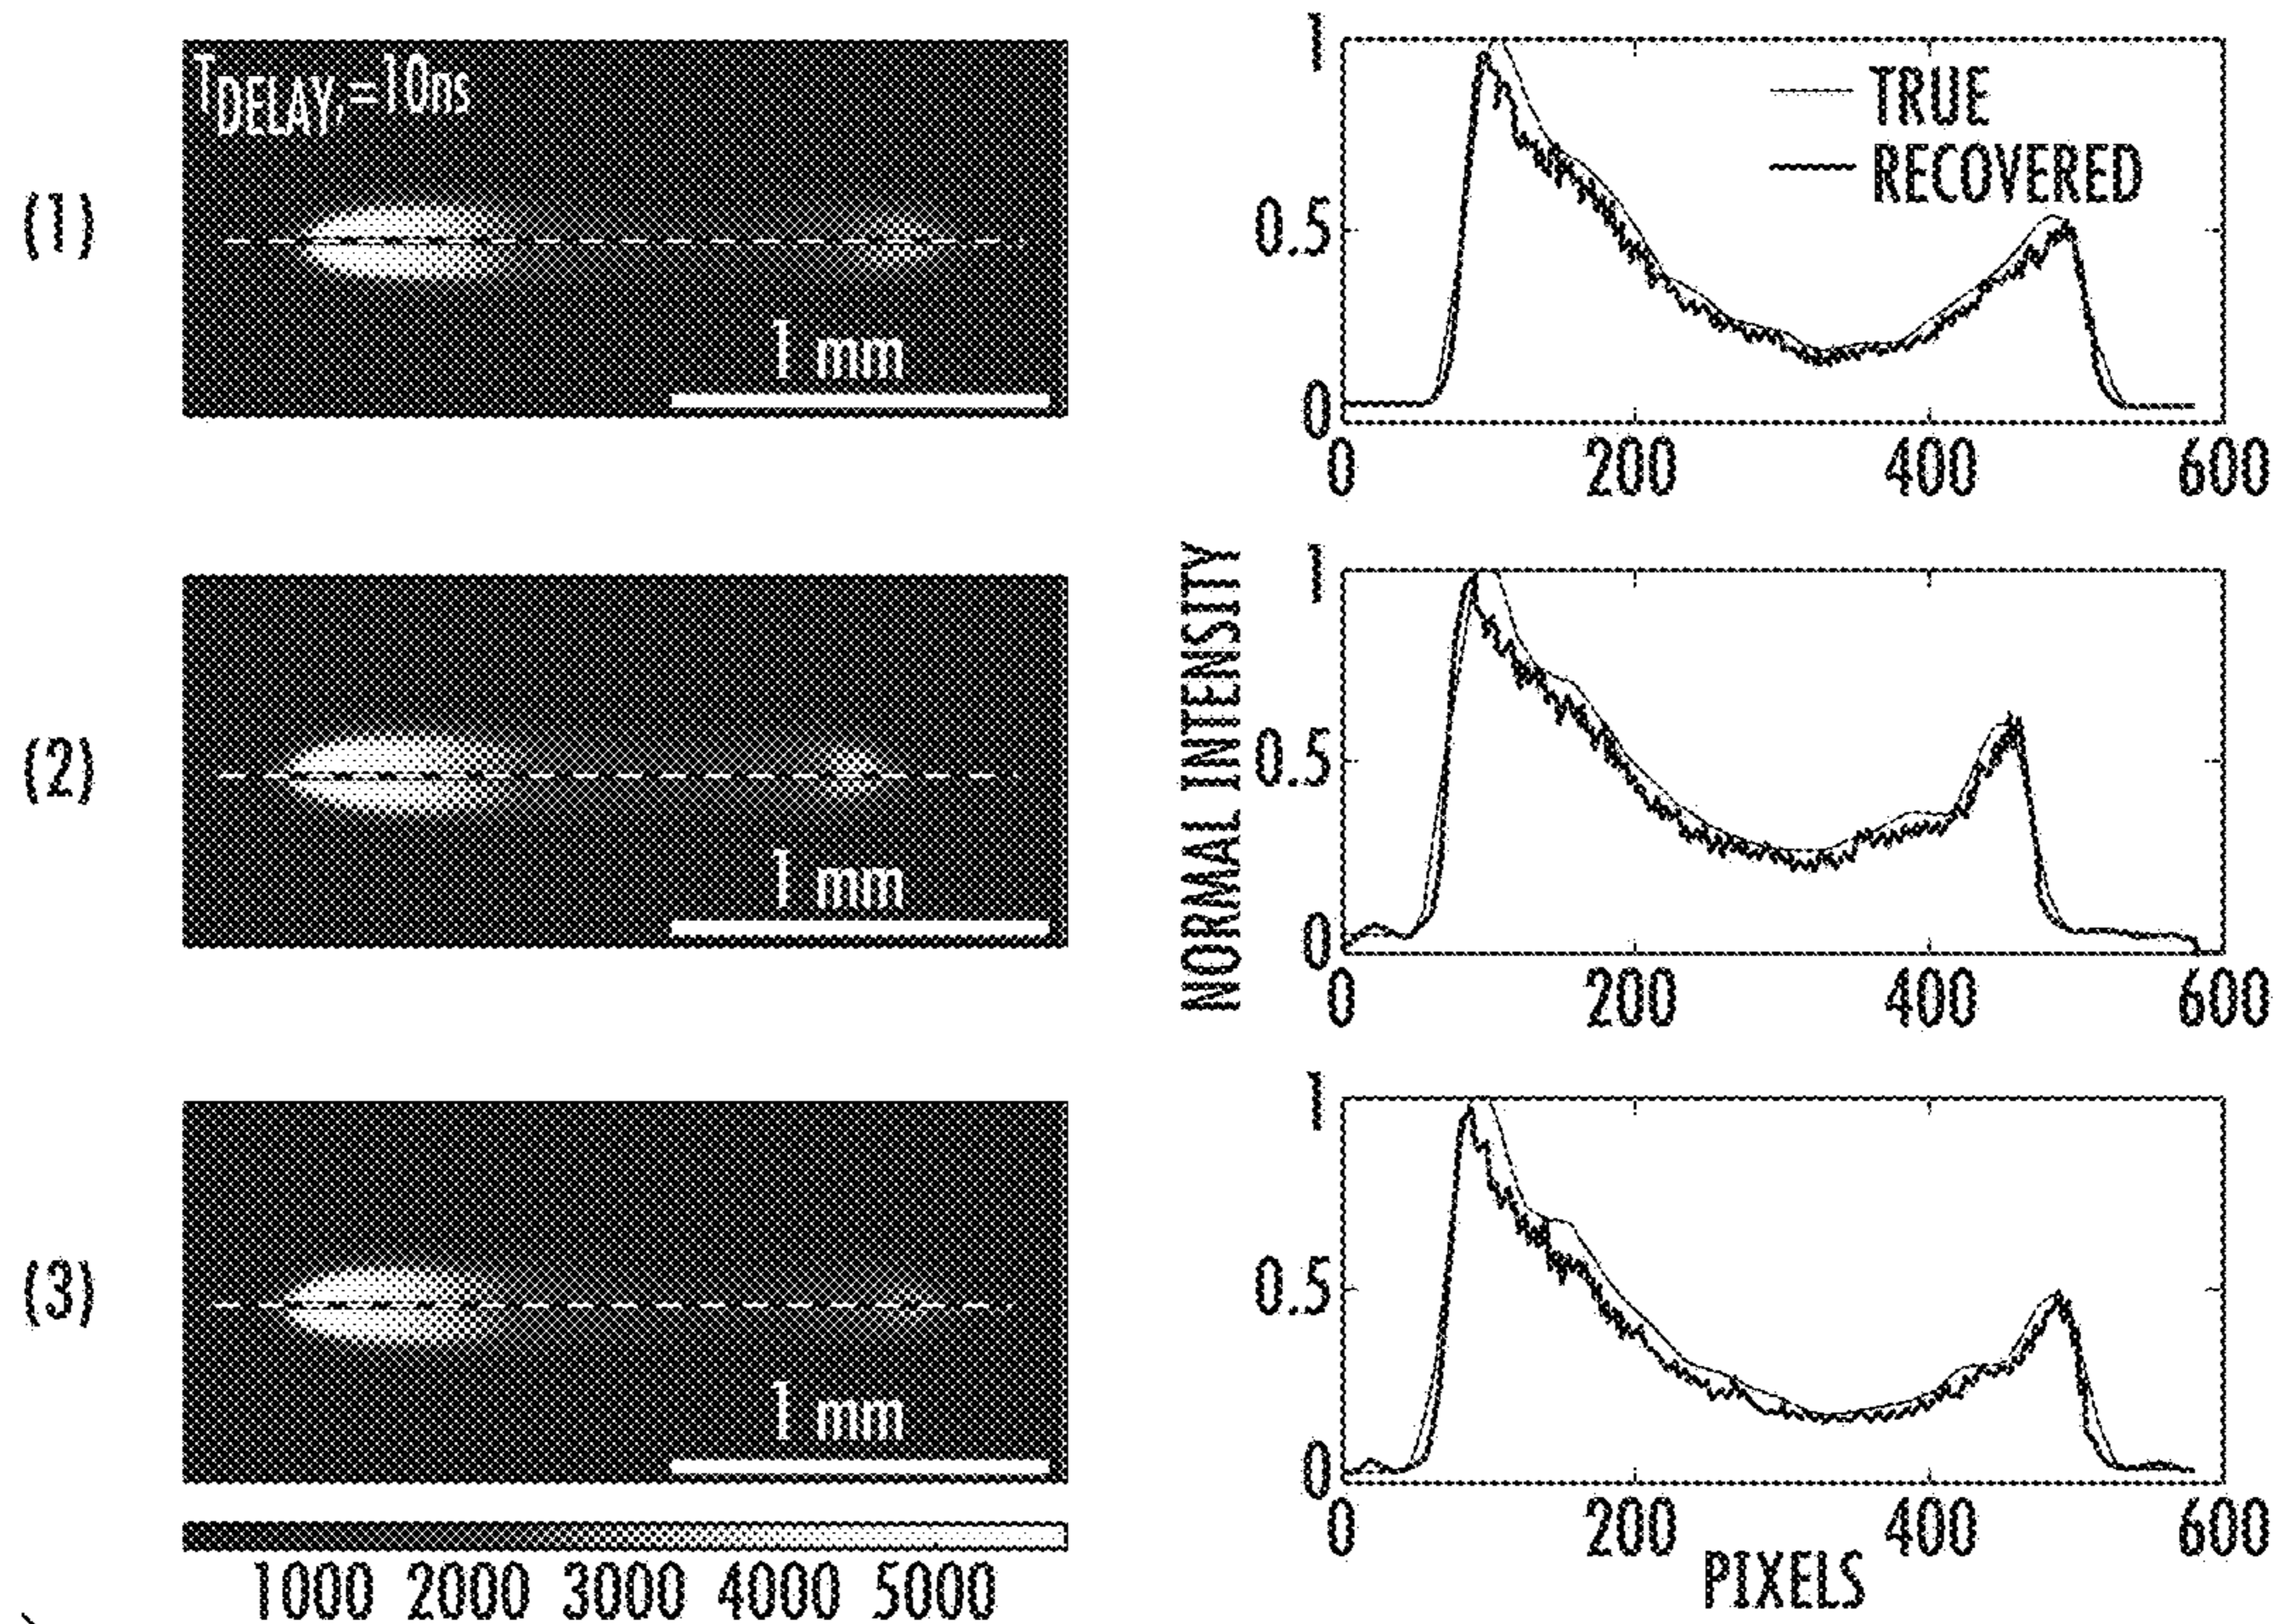 (1)
T DELAY,=10ns
1 mm
1
0.5
0
TRUE
RECOVERED
0 200 400 600
(2)
1 mm
NORMAL INTENSITY
1
0.5
0
0 200 400 600
(3)
1 mm
1
0.5
0
0 200 400 600
PIXELS
1000 2000 3000 4000 5000